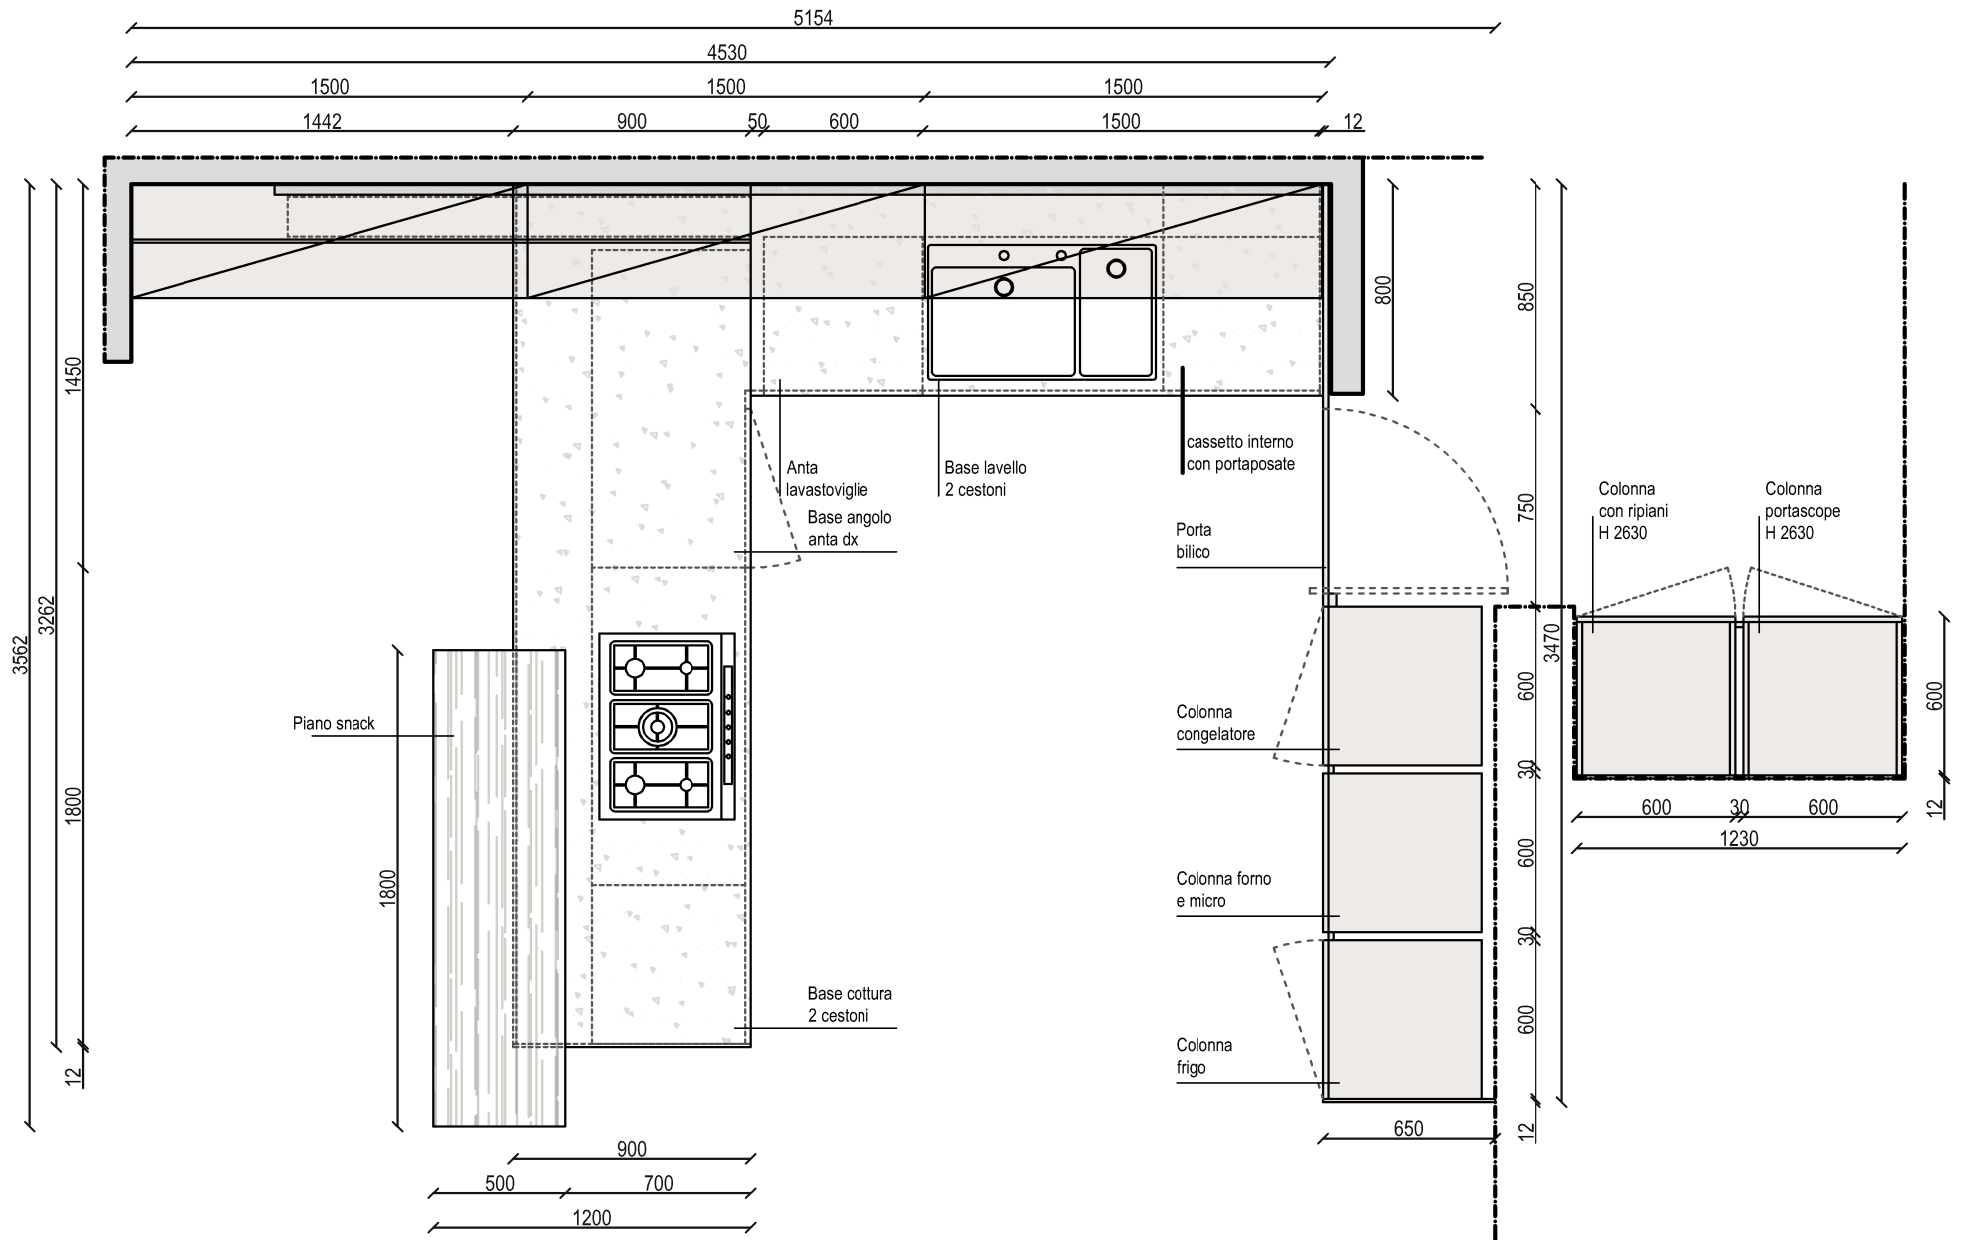 5154
4530
1500 1500 1500
1442 900 50 600 1500 12
800
850
750
3470
600
30
600
30
600
12
1450
3262
3562
1800
12
1800
Anta
lavastoviglie
Base lavello
2 cestoni
cassetto interno
con portaposate
Base angolo
anta dx
Porta
bilico
Colonna
con ripiani
H 2630
Colonna
portascope
H 2630
Piano snack
Colonna
congelatore
Colonna forno
e micro
Base cottura
2 cestoni
Colonna
frigo
600
12
600 30 600
1230
650
900
500 700
1200